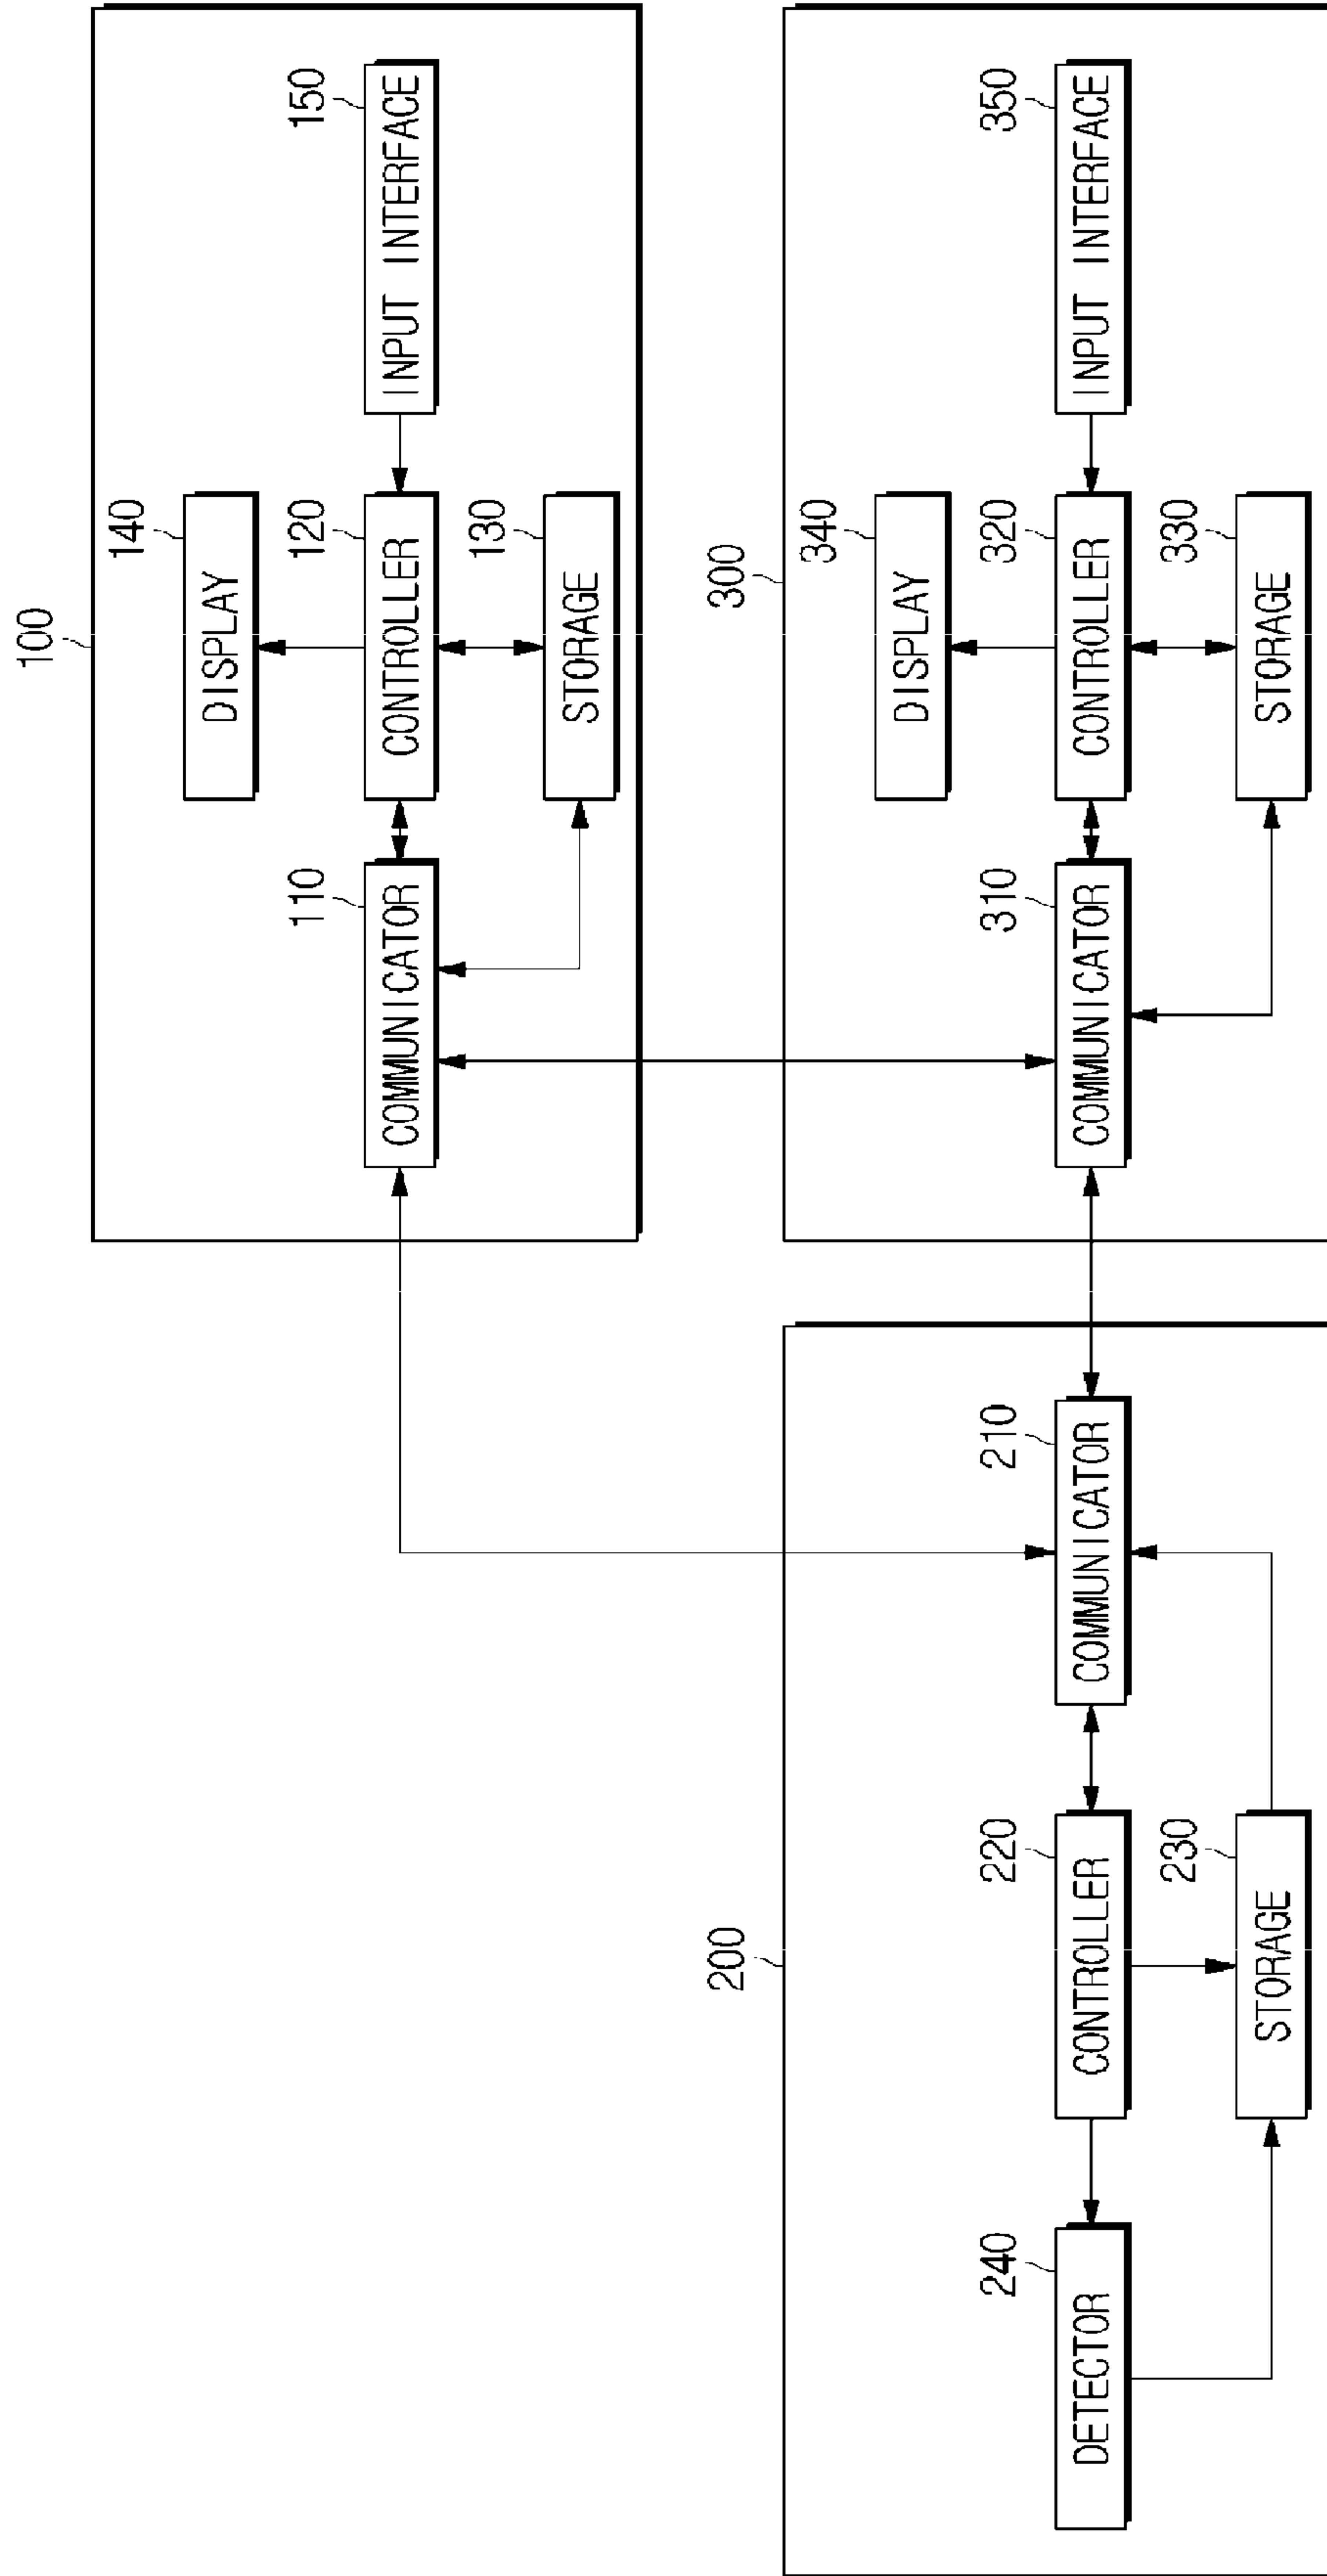 100
140
DISPLAY
110
120
150
COMMUNICATOR
CONTROLLER
INPUT INTERFACE
130
STORAGE
200
300
340
DISPLAY
240
220
210
310
320
350
DETECTOR
CONTROLLER
COMMUNICATOR
COMMUNICATOR
CONTROLLER
INPUT INTERFACE
230
330
STORAGE
STORAGE